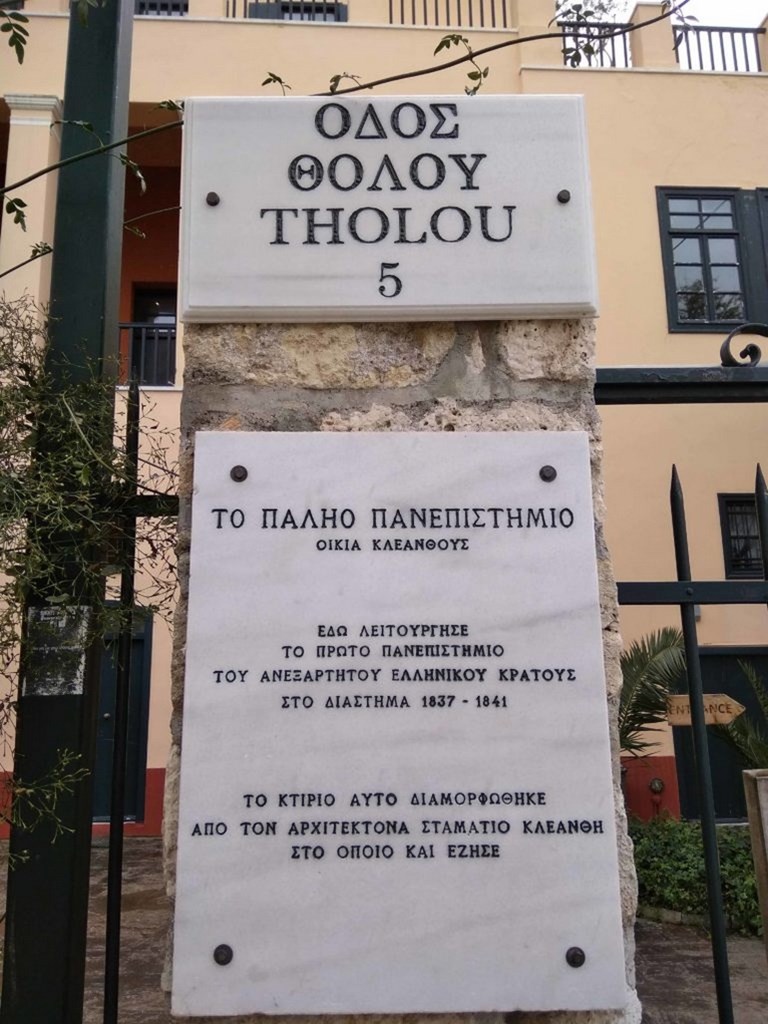 ΟΔΟΣ
ΘΟΛΟΥ
THOLOU
5
ΤΟ ΠΑΛΗΟ ΠΑΝΕΠΙΣΤΗΜΙΟ
ΟΙΚΙΑ ΚΛΕΑΝΘΟΥΣ
ΕΔΩ ΛΕΙΤΟΥΡΓΗΣΕ
ΤΟ ΠΡΩΤΟ ΠΑΝΕΠΙΣΤΗΜΙΟ
ΤΟΥ ΑΝΕΞΑΡΤΗΤΟΥ ΕΛΛΗΝΙΚΟΥ ΚΡΑΤΟΥΣ
ΣΤΟ ΔΙΑΣΤΗΜΑ 1837 - 1841
ΤΟ ΚΤΙΡΙΟ ΑΥΤΟ ΔΙΑΜΟΡΦΩΘΗΚΕ
ΑΠΟ ΤΟΝ ΑΡΧΙΤΕΚΤΟΝΑ ΣΤΑΜΑΤΙΟ ΚΛΕΑΝΘΗ
ΣΤΟ ΟΠΟΙΟ ΚΑΙ ΕΖΗΣΕ
ENTRANCE